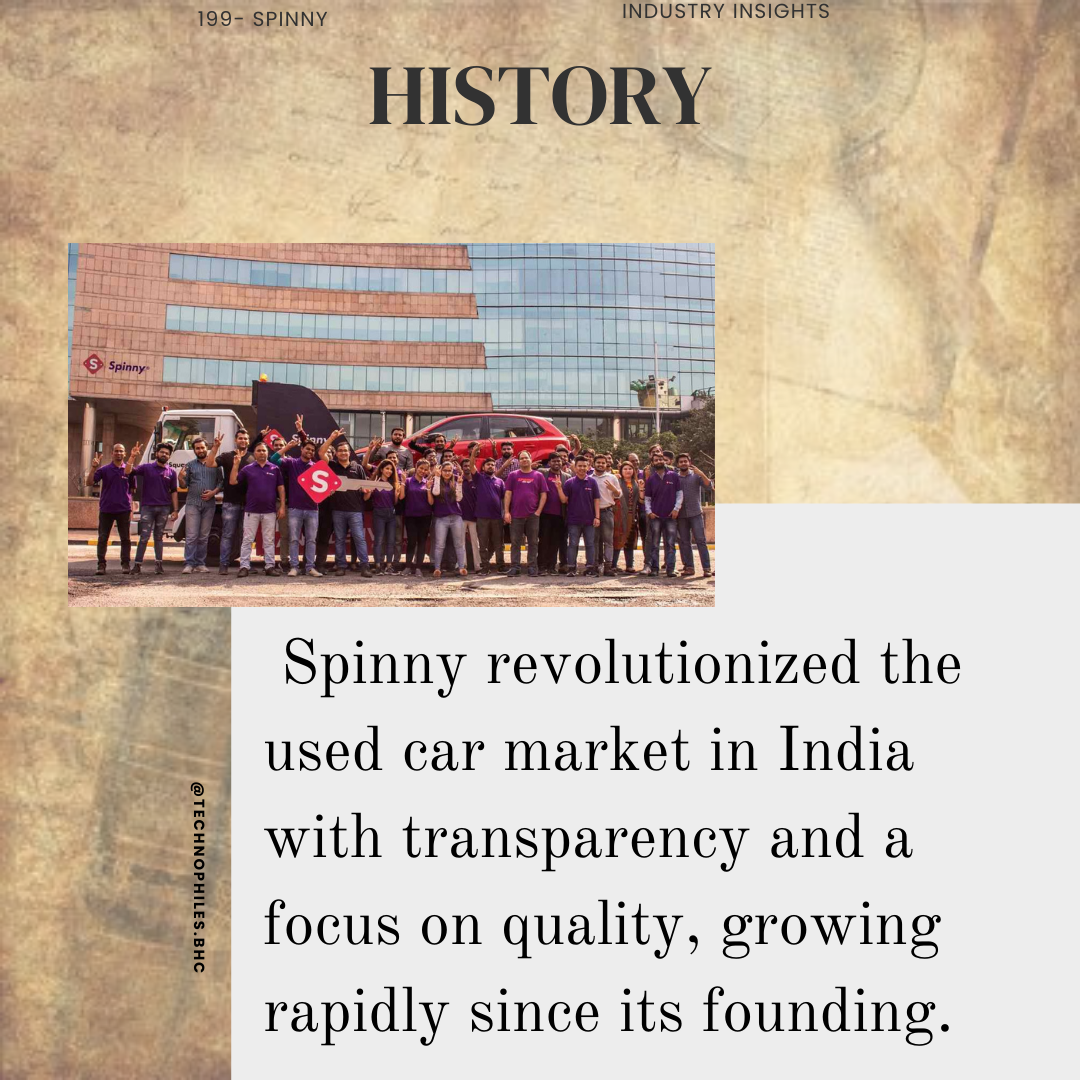 199- SPINNY
INDUSTRY INSIGHTS
HISTORY
S Spinny
Spinny
S
Spinny revolutionized the
used car market in India
with transparency and a
focus on quality, growing
rapidly since its founding.
@TECHNOPHILES.BHC